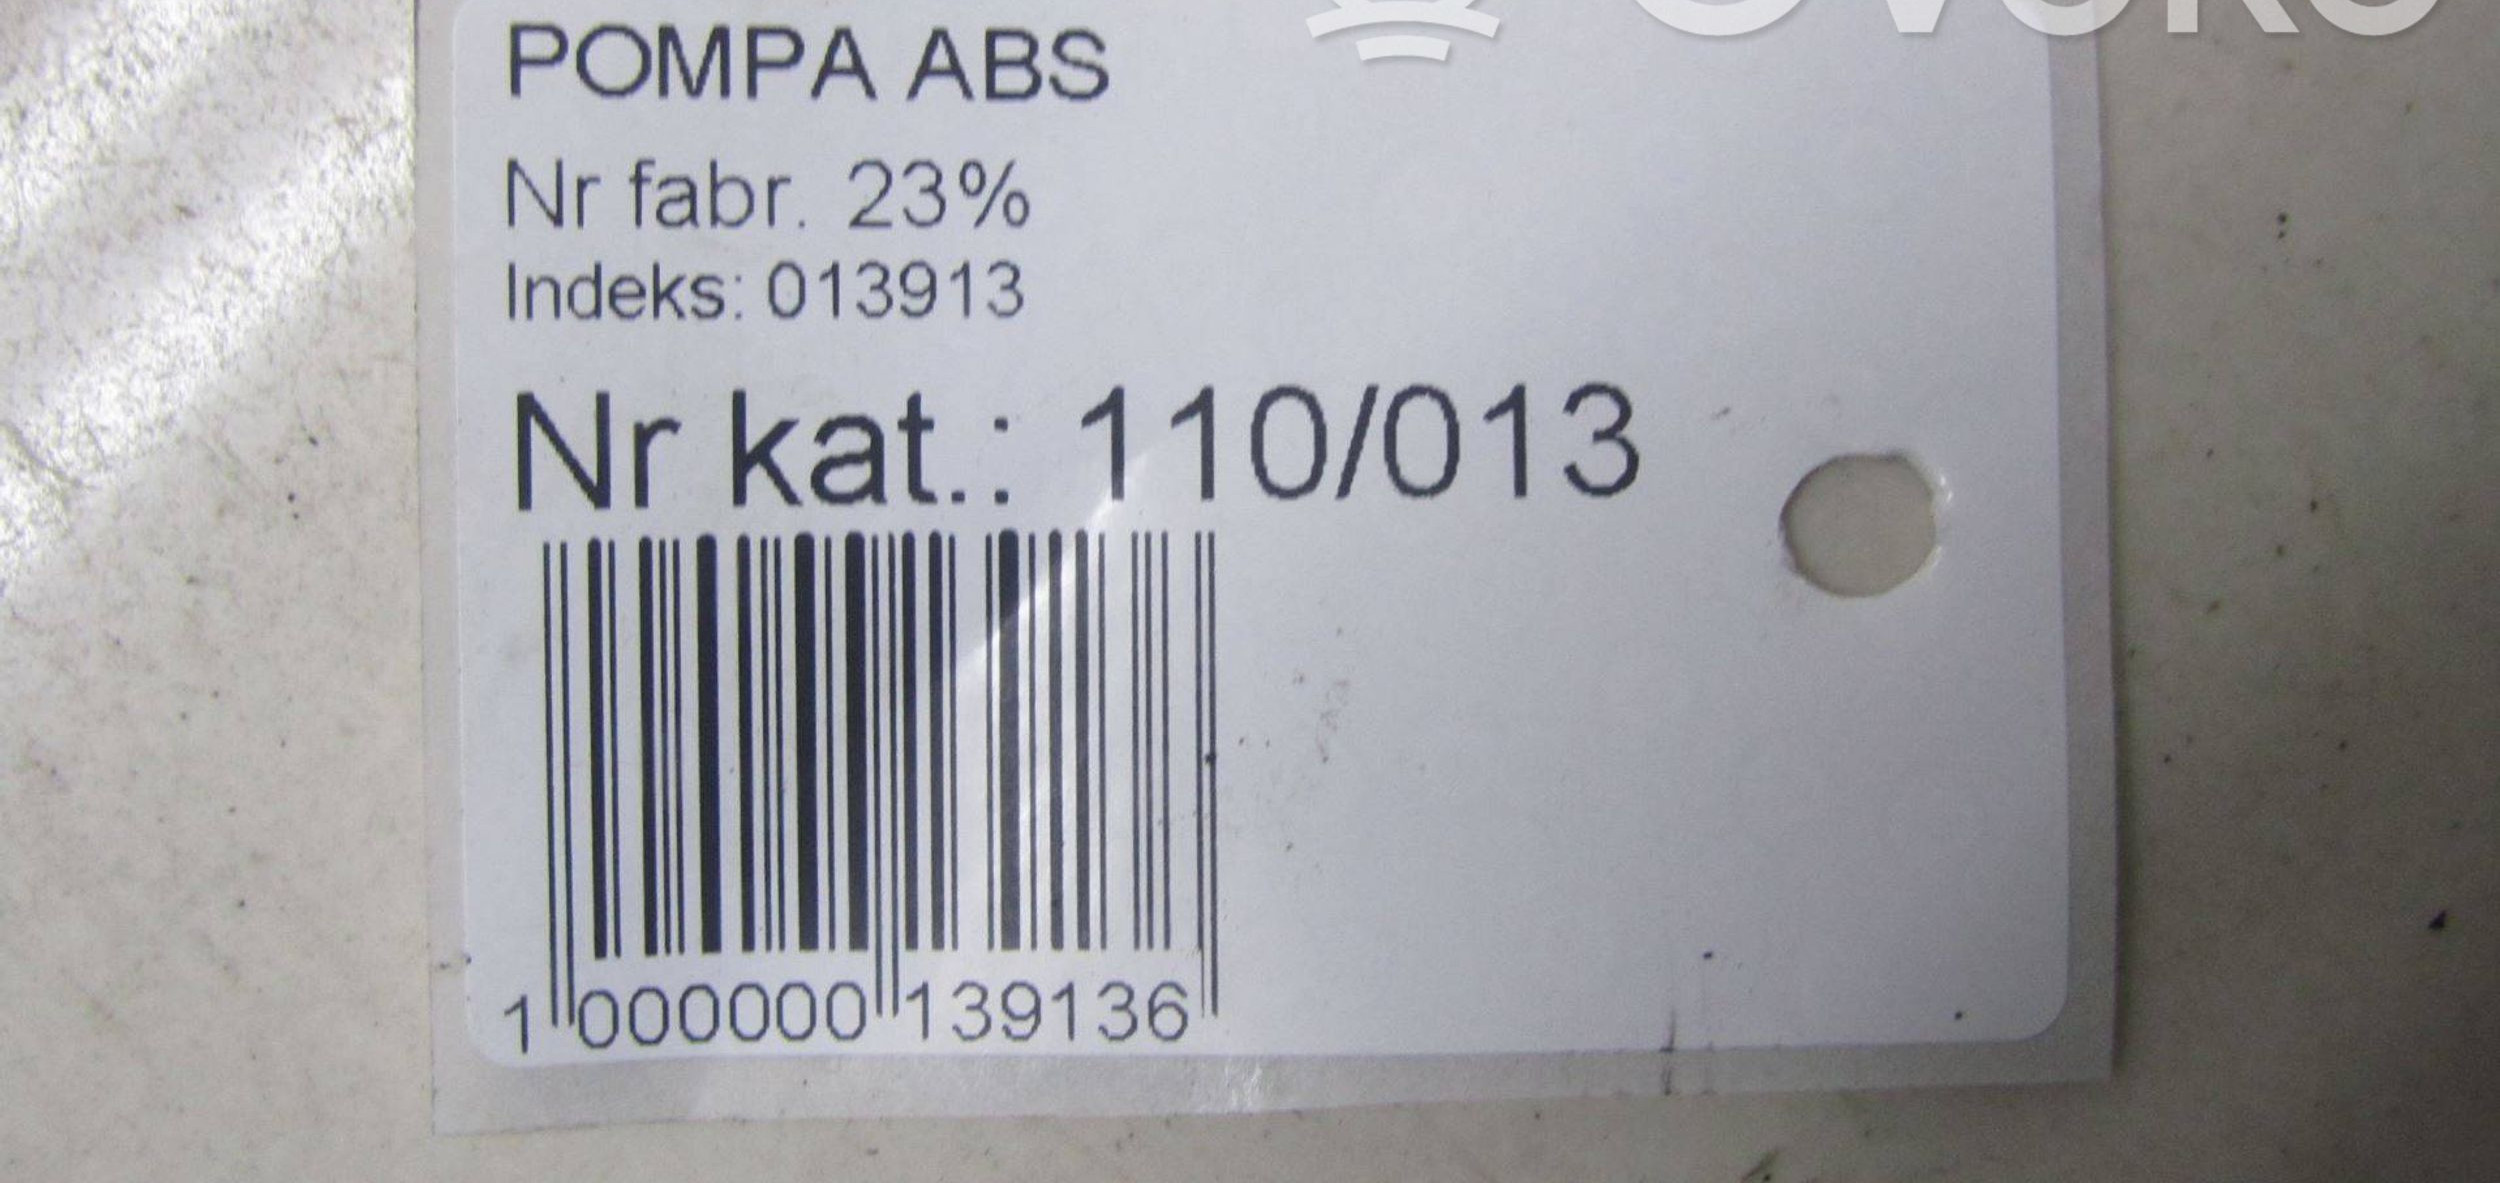 POMPA ABS
Nr fabr. 23%
Indeks: 013913
Nr kat.: 110/013
1 000000 139136